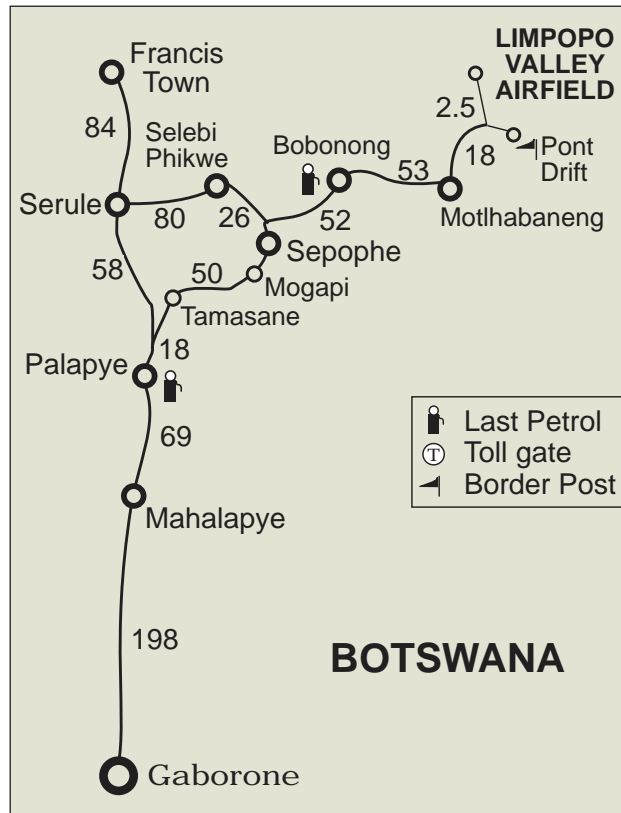 LIMPOPO
VALLEY
AIRFIELD
Francis
Town
84
Selebi
Phikwe
2.5
Bobonong
53
18
Pont
Drift
Serule
80
26
52
Motlhabaneng
Sepophe
58
50
Mogapi
Tamasane
18
Palapye
69
Last Petrol
T Toll gate
Border Post
Mahalapye
198
BOTSWANA
Gaborone